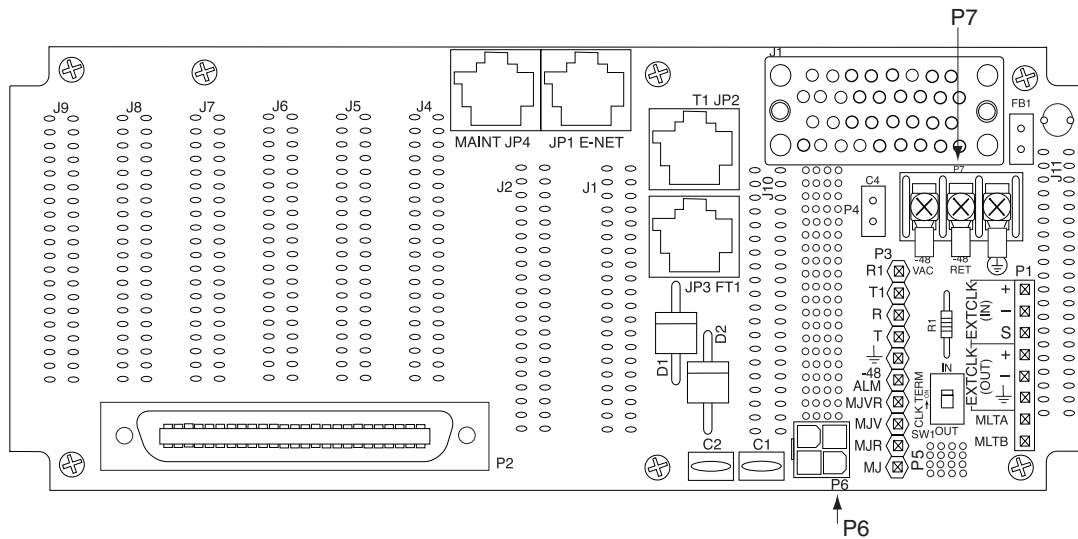 P7
J1
J9 J8 J7 J6 J5 J4
MAINT JP4
JP1 E-NET
T1 JP2
JP3 FT1
J2
J1
J10
FB1
J11
C4
P4
P7
-48 VAC
-48 RET
P3
R1
T1
R
T
-48
ALM
MJVR
MJV
MJR
MJ
R1
IN
CLK TERM
ON
SW1
OUT
P5
P1
EXTCLK (IN)
+
–
S
EXTCLK (OUT)
+
–
MLTA
MLTB
D1
D2
C2
C1
P2
P6
P6